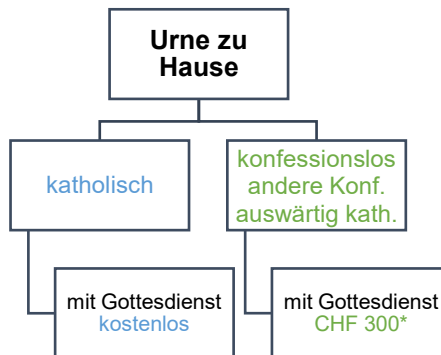 Urne zu
Hause
katholisch
konfessionslos
andere Konf.
auswärtig kath.
mit Gottesdienst
kostenlos
mit Gottesdienst
CHF 300*